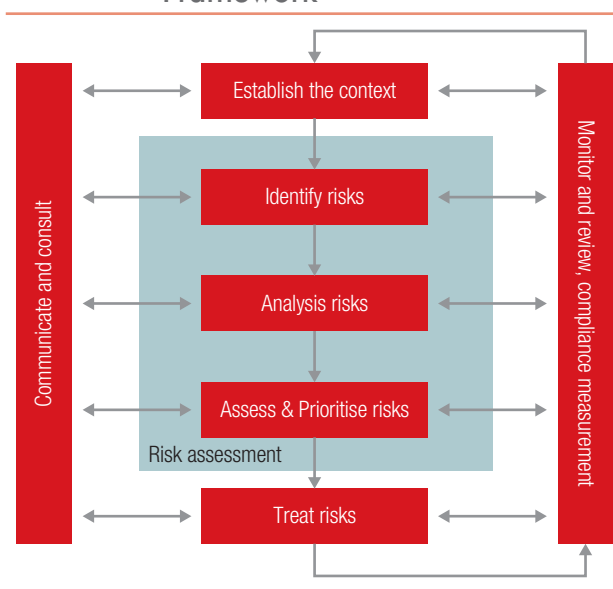 Framework
Establish the context
Identify risks
Analysis risks
Assess & Prioritise risks
Risk assessment
Treat risks
Communicate and consult
Monitor and review, compliance measurement